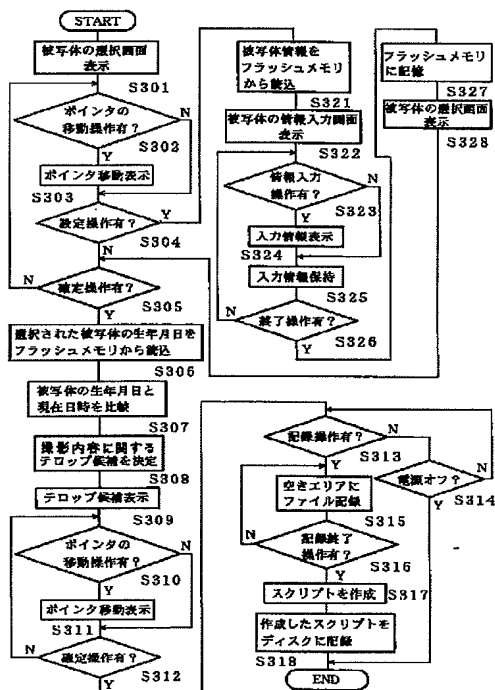 START
被写体の選択画面
表示
S301
ポインタの
移動操作有?
N
S302
Y
ポインタ移動表示
S303
設定操作有?
Y
S304
N
確定操作有?
N
S305
Y
選択された被写体の生年月日を
フラッシュメモリから読込
S306
被写体の生年月日と
現在日時を比較
S307
撮影内容に関する
テロップ候補を決定
S308
テロップ候補表示
S309
ポインタの
移動操作有?
N
S310
Y
ポインタ移動表示
S311
確定操作有?
N
S312
Y
被写体情報を
フラッシュメモリ
から読込
S321
被写体の情報入力画面
表示
S322
情報入力
操作有?
N
S323
Y
入力情報表示
S324
入力情報保持
S325
終了操作有?
N
S326
Y
フラッシュメモリ
に記憶
S327
被写体の選択画面
表示
S328
記録操作有?
N
S313
Y
電源オフ?
N
S314
Y
空きエリアに
ファイル記録
S315
記録終了
操作有?
N
S316
Y
スクリプトを作成
S317
作成したスクリプトを
ディスクに記録
S318
END